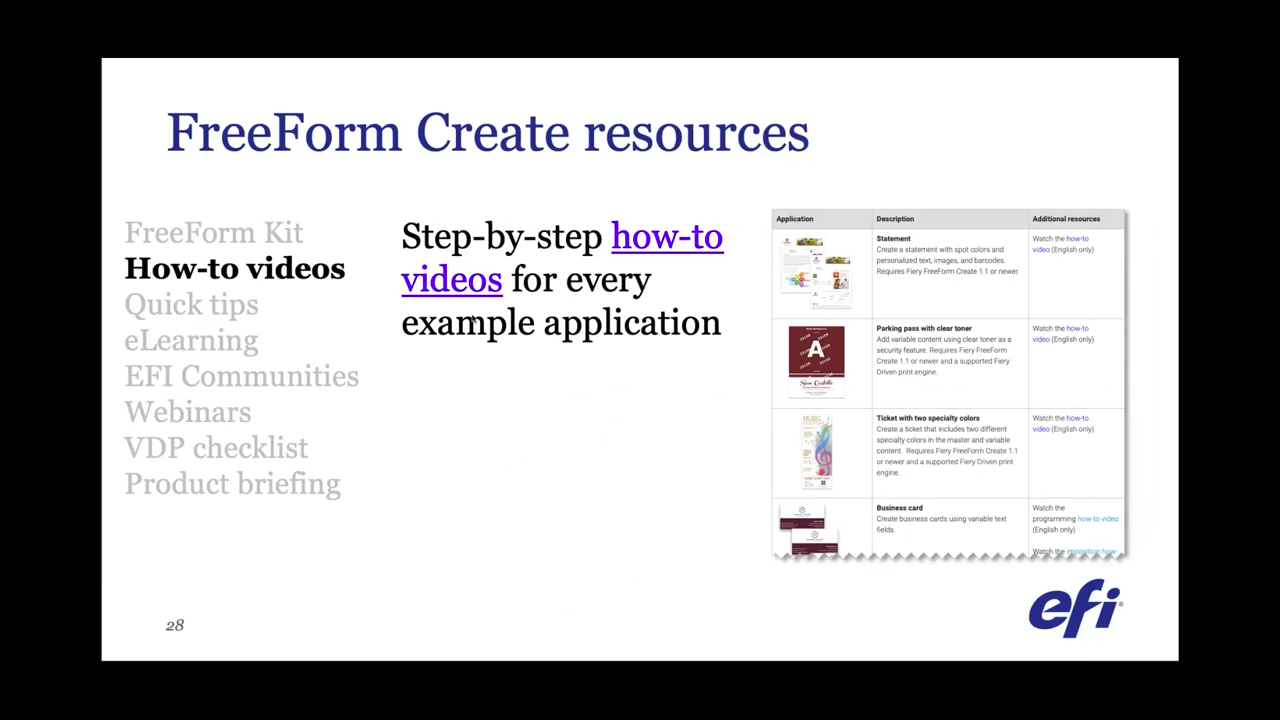 FreeForm Create resources
FreeForm Kit
How-to videos
Quick tips
eLearning
EFI Communities
Webinars
VDP checklist
Product briefing
Step-by-step how-to
videos for every
example application
Application Description Additional resources
Statement
Create a statement with spot colors and
personalized text, images, and barcodes.
Requires Fiery FreeForm Create 1.1 or newer.
Watch the how-to
video (English only)
Parking pass with clear toner
Add variable content using clear toner as a
security feature. Requires Fiery FreeForm
Create 1.1 or newer and a supported Fiery
Driven print engine.
Watch the how-to
video (English only)
A
Ticket with two specialty colors
Create a ticket that includes two different
specialty colors in the master and variable
content. Requires Fiery FreeForm Create 1.1
or newer and a supported Fiery Driven print
engine.
Watch the how-to
video (English only)
MUSIC
Business card
Create business cards using variable text
fields.
Watch the
programming how-to video
(English only)
Watch the imposition how-
28
efi